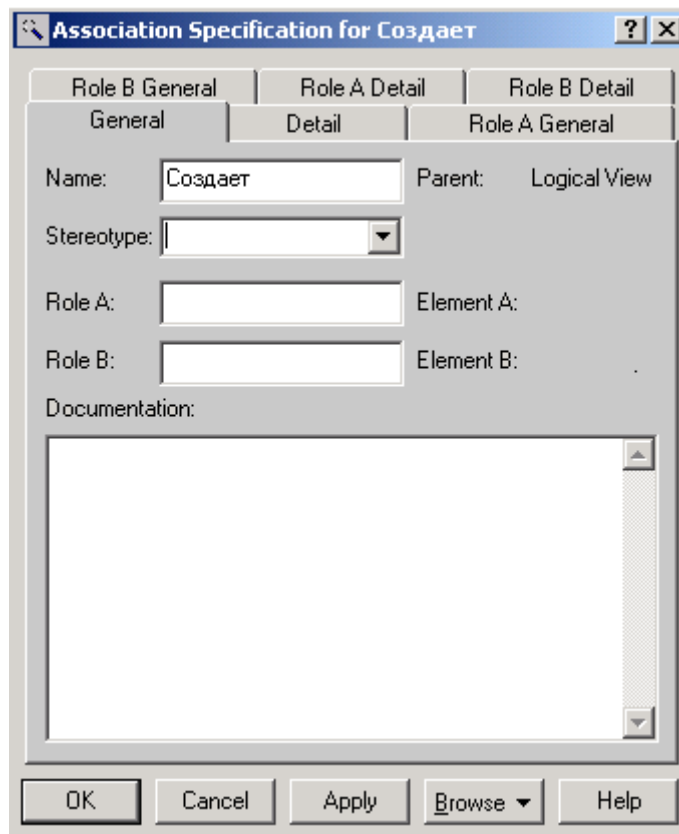 Association Specification for Создает
Role B General Role A Detail Role B Detail
General Detail Role A General
Name: Создает Parent: Logical View
Stereotype:
Role A: Element A:
Role B: Element B: .
Documentation:
OK Cancel Apply Browse Help